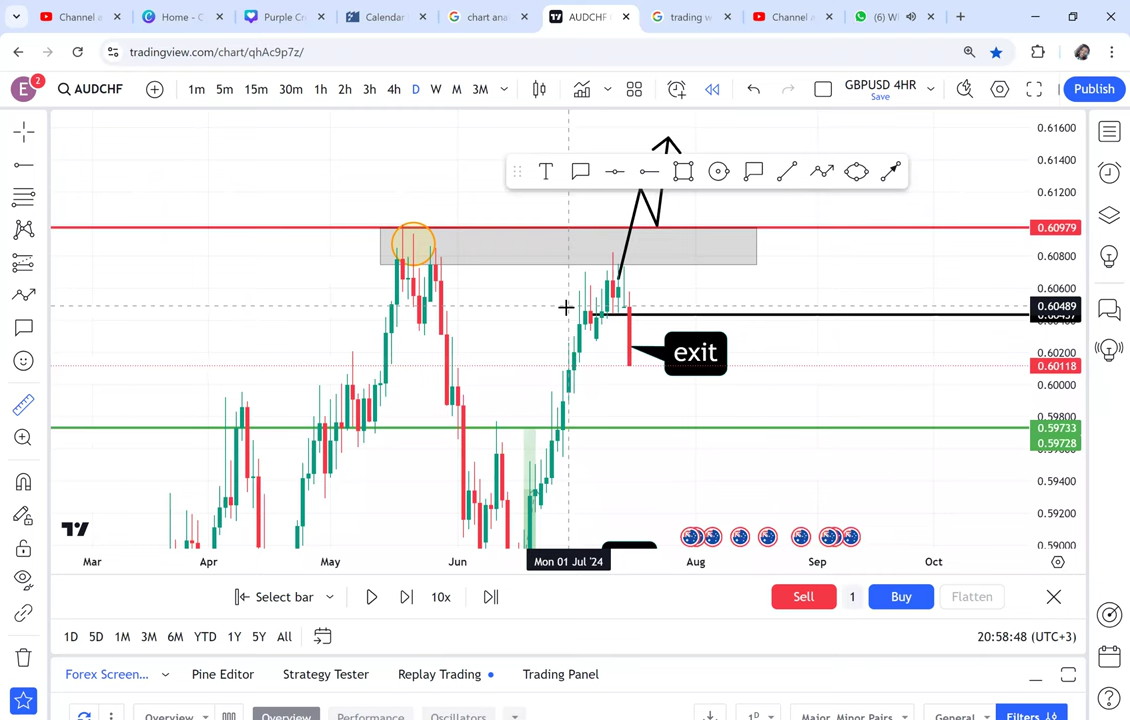 Home - C
Purple Cr
Calendar
chart ana
AUDCHF
trading w
Channel a
(6) W
tradingview.com/chart/qhAc9p7z/
E
2
AUDCHF
1m 5m 15m 30m 1h 2h 3h 4h D W M 3M
GBPUSD 4HR
Save
Publish
T
0.61600
0.61400
0.61200
0.60979
0.60800
0.60600
0.60489
exit
0.60200
0.60118
0.60000
0.59800
0.59733
0.59728
0.59400
0.59200
0.59000
Mar Apr May Jun Mon 01 Jul '24 Aug Sep Oct
Select bar 10x Sell 1 Buy Flatten
1D 5D 1M 3M 6M YTD 1Y 5Y All 20:58:48 (UTC+3)
Forex Screen... Pine Editor Strategy Tester Replay Trading Trading Panel
Overview Overview Performance Oscillators 1D Major, Minor Pairs General Filters